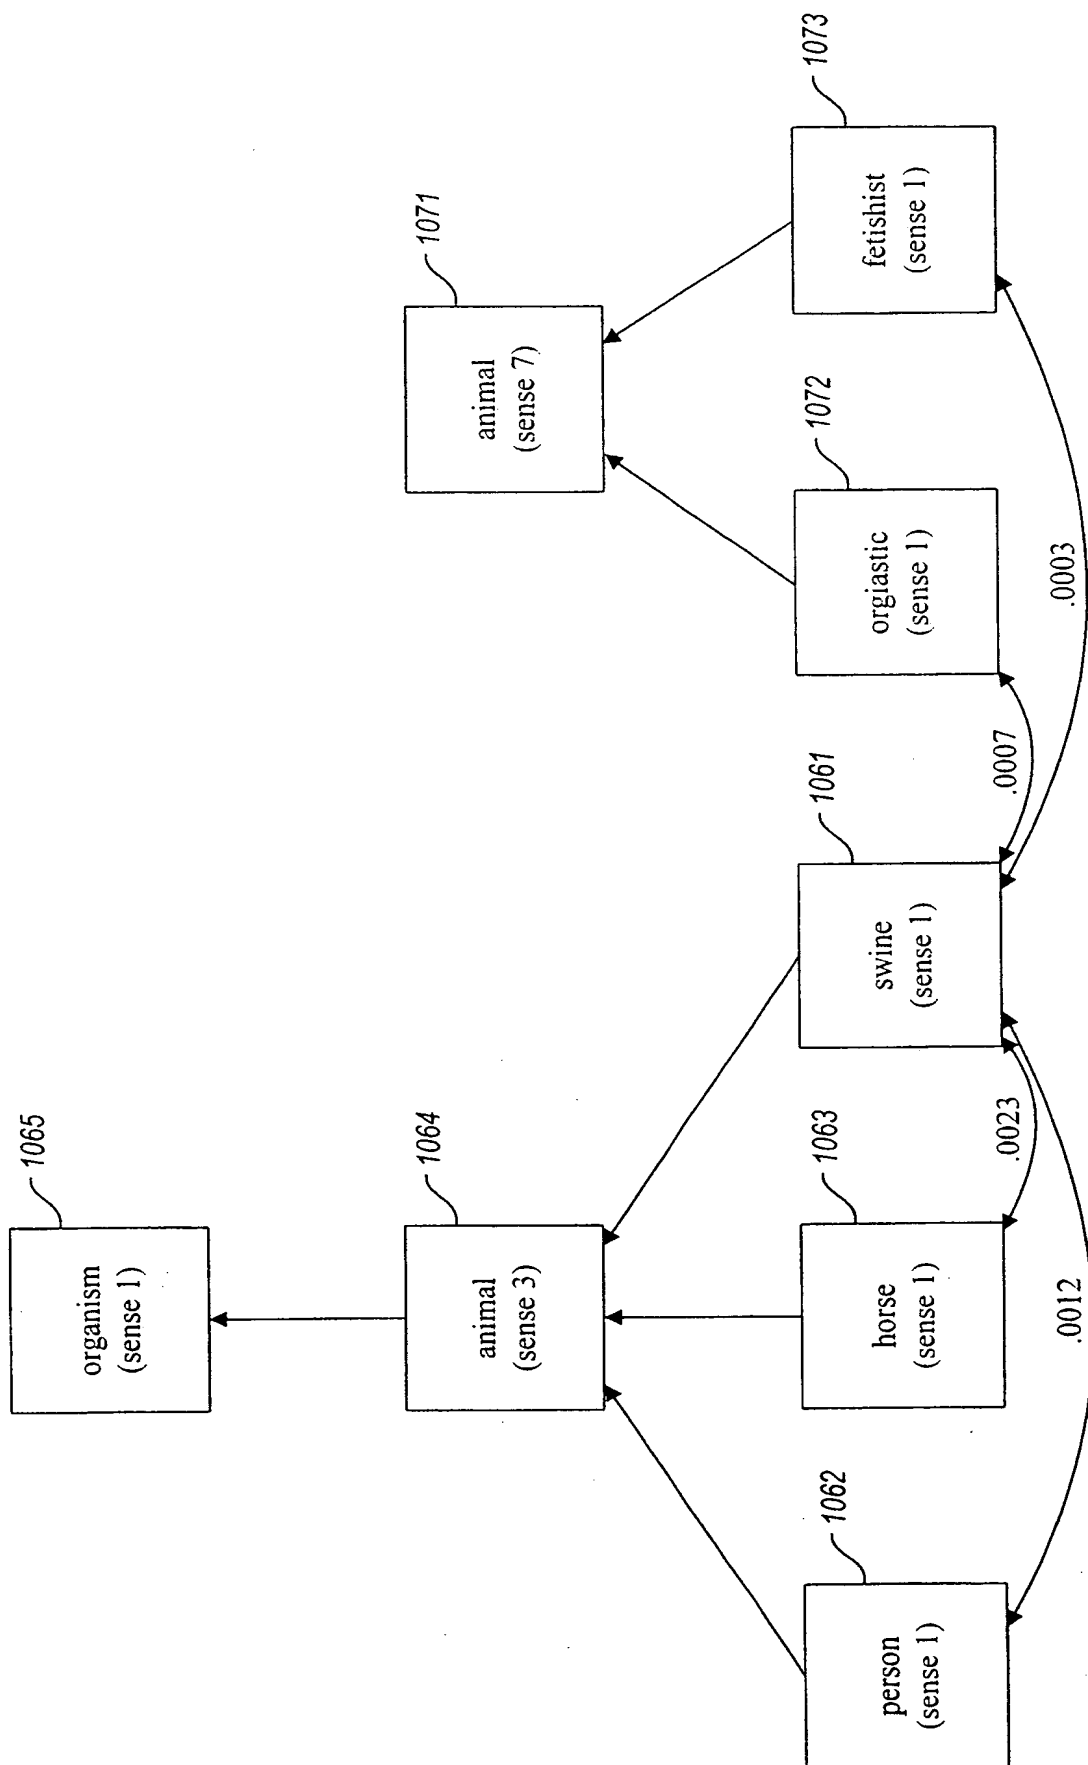 1065
organism
(sense 1)
1064
animal
(sense 3)
1071
animal
(sense 7)
1062
person
(sense 1)
1063
horse
(sense 1)
1061
swine
(sense 1)
1072
orgiastic
(sense 1)
1073
fetishist
(sense 1)
.0023
.0007
.0012
.0003